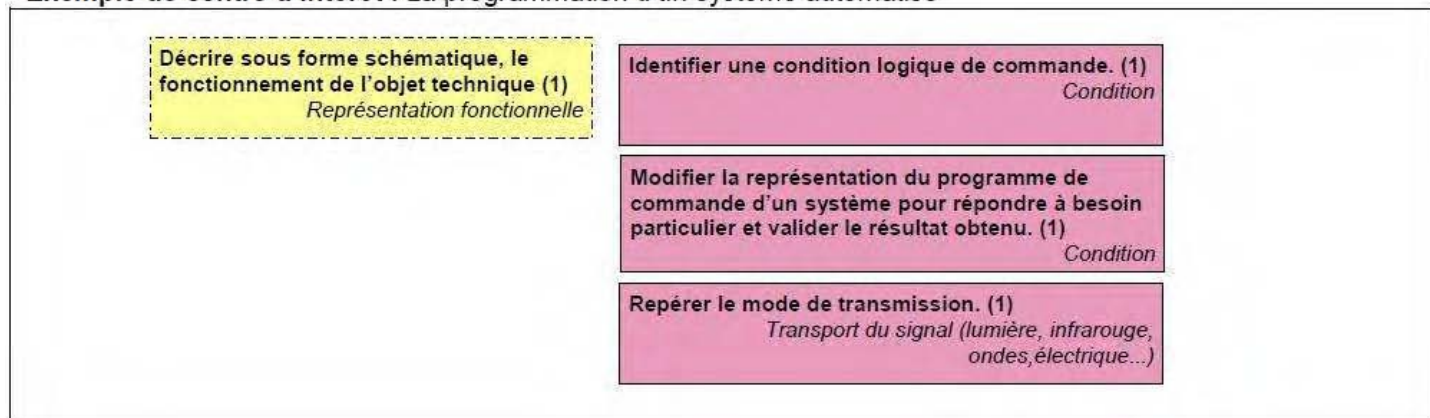 Décrire sous forme schématique, le
fonctionnement de l'objet technique (1)
Représentation fonctionnelle
Identifier une condition logique de commande. (1)
Condition
Modifier la représentation du programme de
commande d'un système pour répondre à besoin
particulier et valider le résultat obtenu. (1)
Condition
Repérer le mode de transmission. (1)
Transport du signal (lumière, infrarouge,
ondes,électrique...)